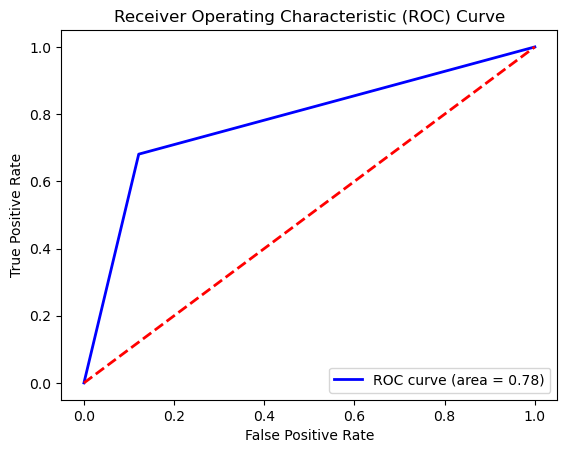 Receiver Operating Characteristic (ROC) Curve
1.0
0.8
0.6
0.4
0.2
0.0
True Positive Rate
ROC curve (area = 0.78)
0.0 0.2 0.4 0.6 0.8 1.0
False Positive Rate